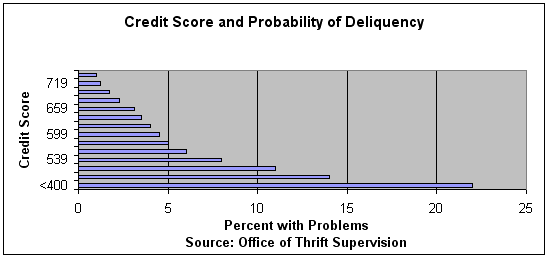 Credit Score and Probability of Deliquency
Credit Score
719
659
599
539
<400
0 5 10 15 20 25
Percent with Problems
Source: Office of Thrift Supervision